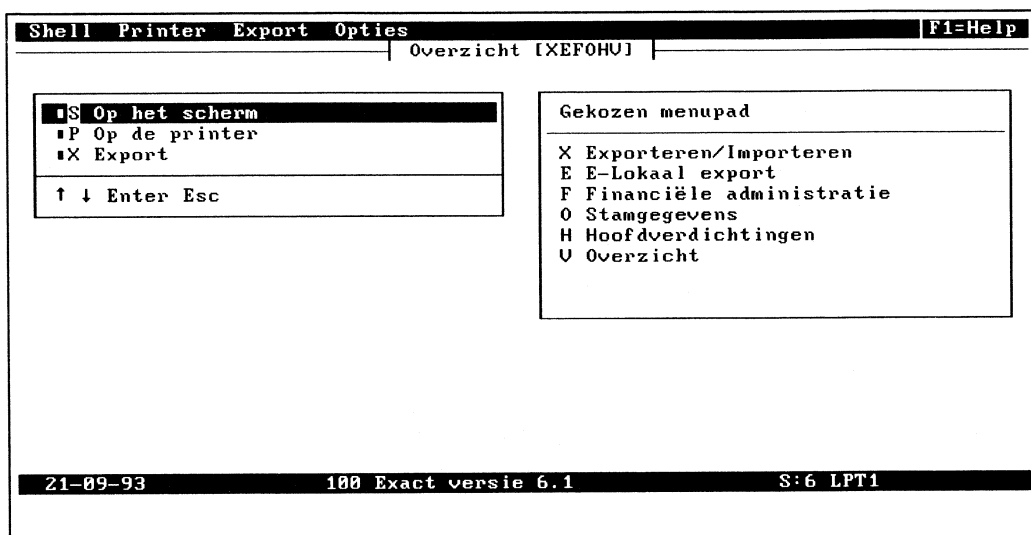 Shell Printer Export Opties F1=Help
Overzicht [XEFOHV]
S Op het scherm
P Op de printer
X Export
↑ ↓ Enter Esc
Gekozen menupad
X Exporteren/Importeren
E E-Lokaal export
F Financiële administratie
O Stamgegevens
H Hoofdverdichtingen
V Overzicht
21-09-93 100 Exact versie 6.1 S:6 LPT1